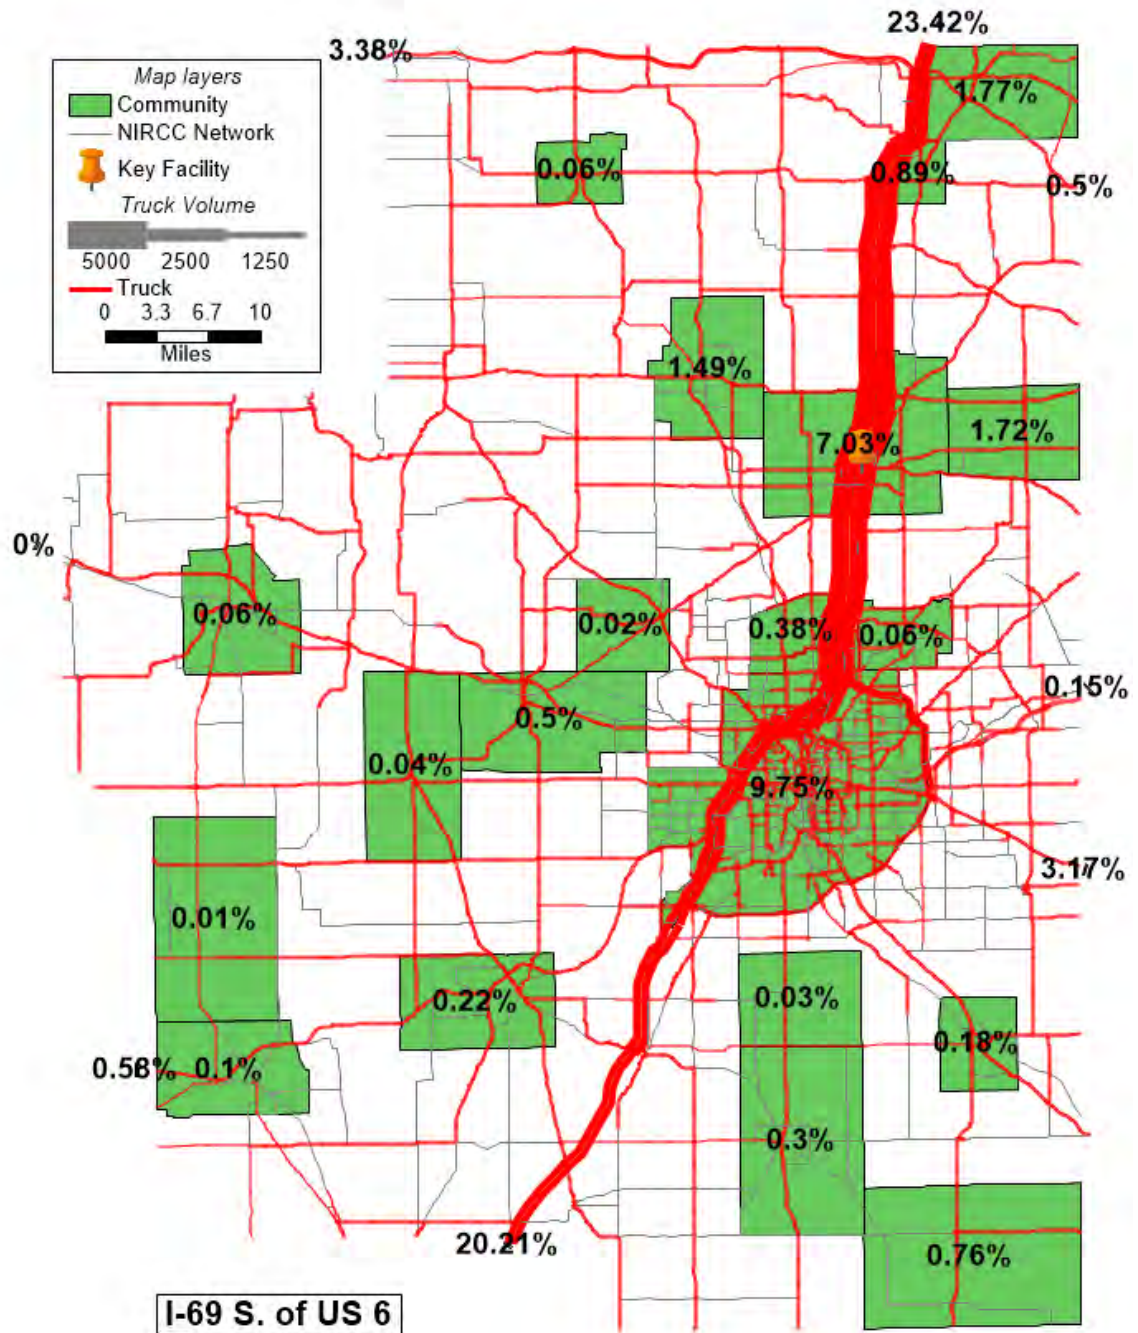 23.42%
3.38%
Map layers
Community
NIRCC Network
Key Facility
Truck Volume
5000 2500 1250
Truck
0 3.3 6.7 10
Miles
1.77%
0.06%
0.89%
0.5%
1.49%
7.03%
1.72%
0%
0.06%
0.02%
0.38%
0.06%
0.15%
0.5%
0.04%
9.75%
3.17%
0.01%
0.22%
0.03%
0.18%
0.58%
0.1%
0.3%
20.21%
0.76%
I-69 S. of US 6